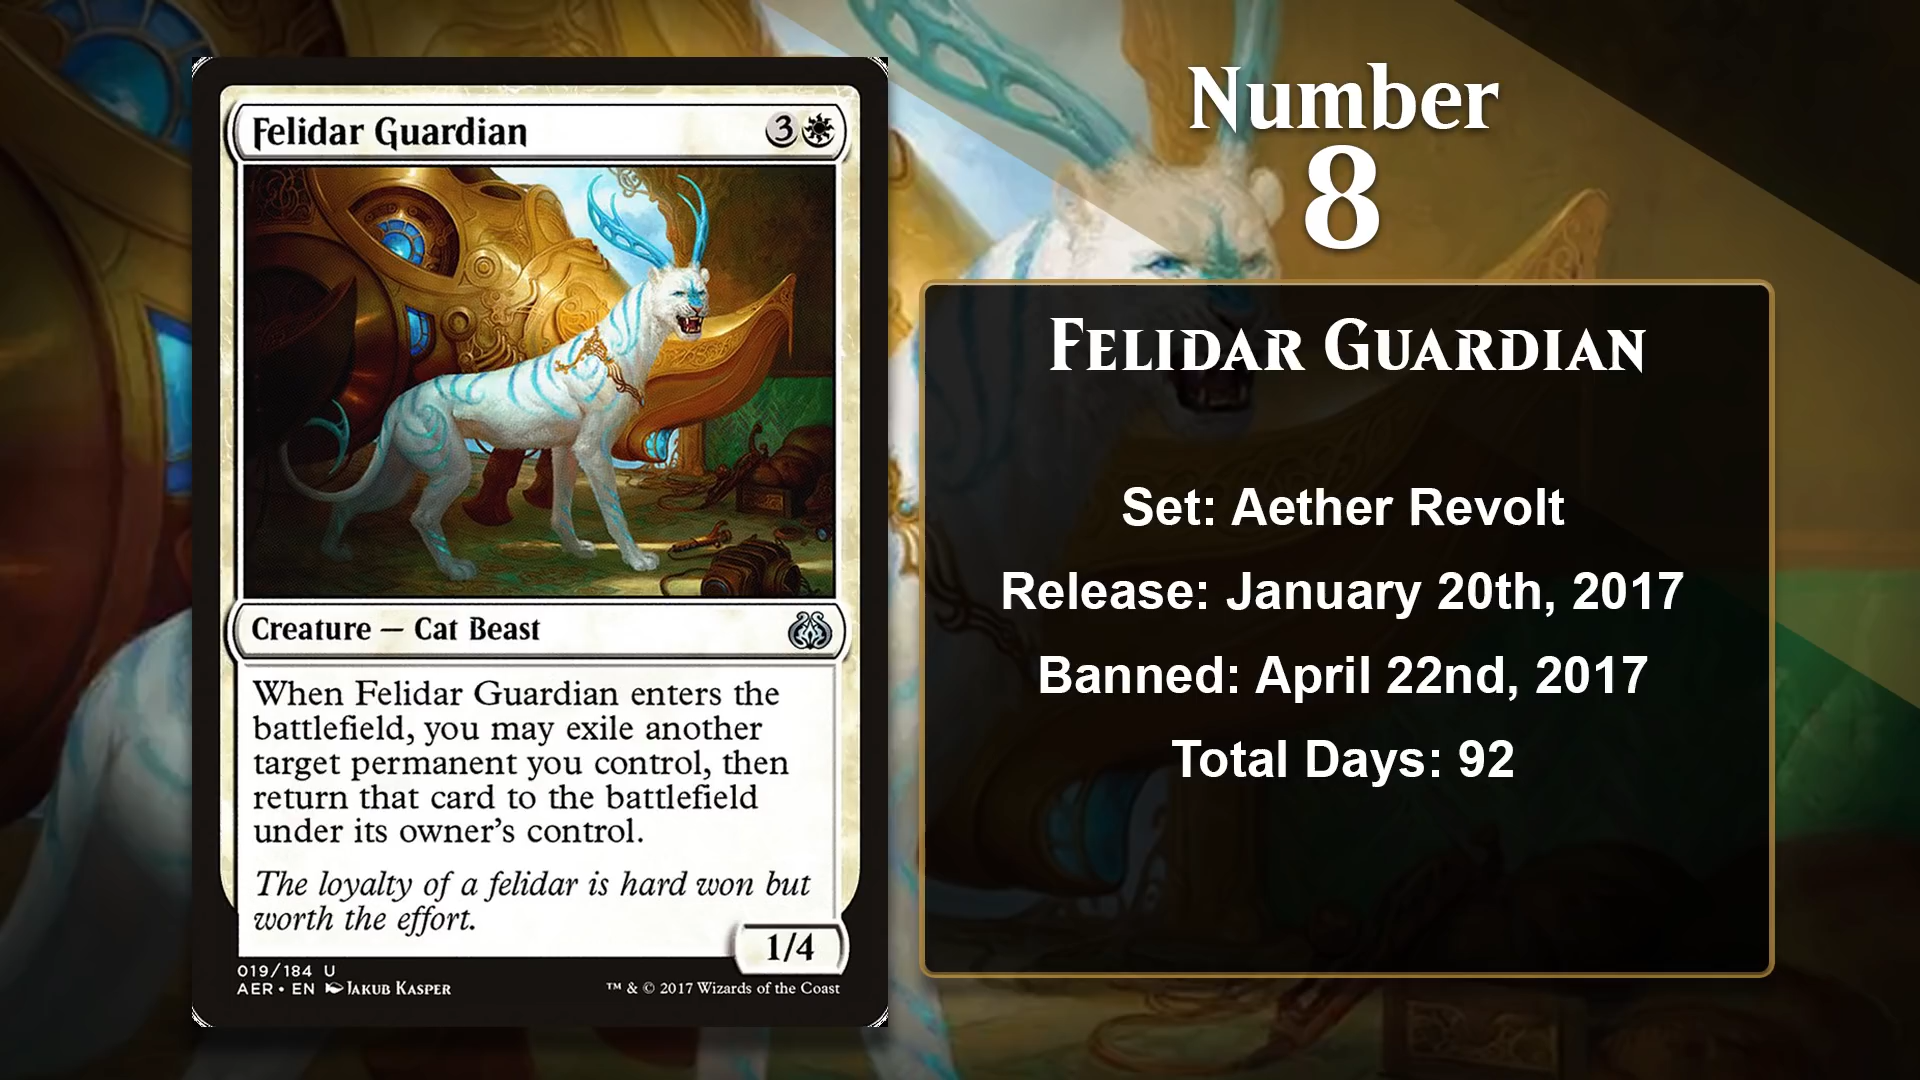 Felidar Guardian 3
Creature — Cat Beast
When Felidar Guardian enters the
battlefield, you may exile another
target permanent you control, then
return that card to the battlefield
under its owner's control.
The loyalty of a felidar is hard won but
worth the effort.
1/4
019/184 U
AER • EN Jakub Kasper
™ & © 2017 Wizards of the Coast
Number
8
Felidar Guardian
Set: Aether Revolt
Release: January 20th, 2017
Banned: April 22nd, 2017
Total Days: 92